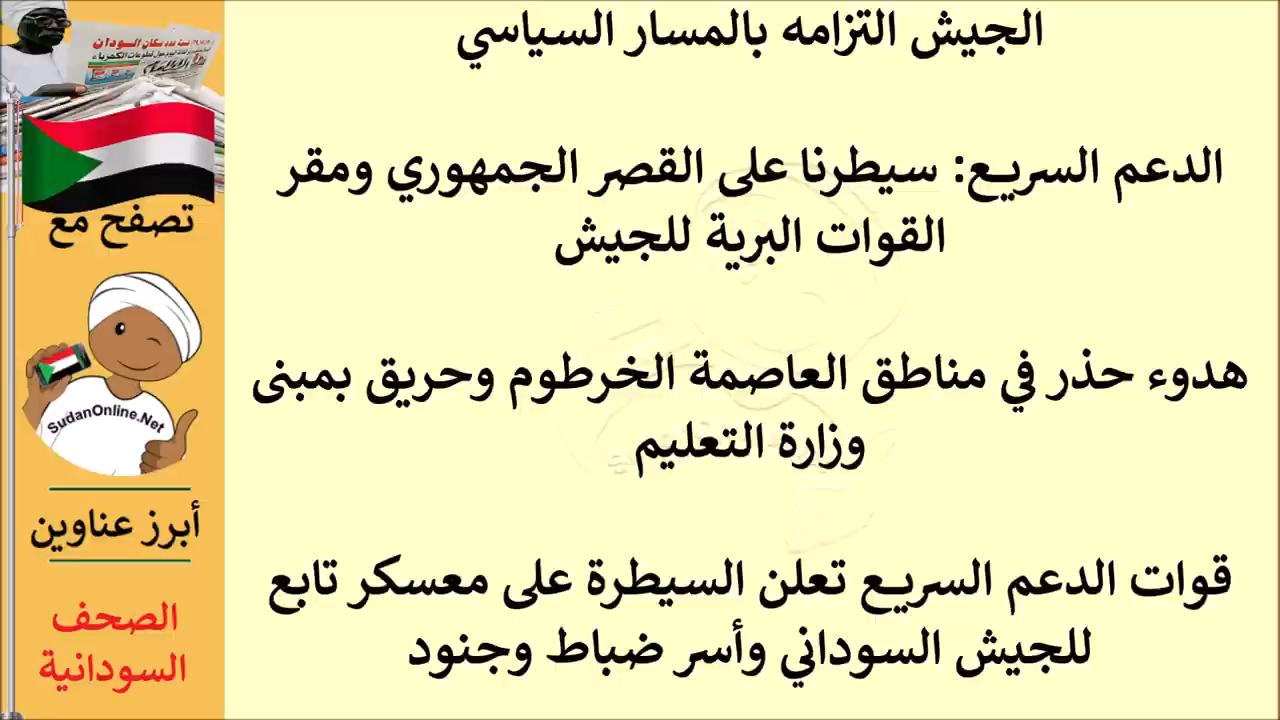 الجيش التزامه بالمسار السياسي
الدعم السريع: سيطرنا على القصر الجمهوري ومقر
القوات البرية للجيش
هدوء حذر في مناطق العاصمة الخرطوم وحريق بمبنى
وزارة التعليم
قوات الدعم السريع تعلن السيطرة على معسكر تابع
للجيش السوداني وأسر ضباط وجنود
تصفح مع
SudanOnline.Net
أبرز عناوين
الصحف
السودانية